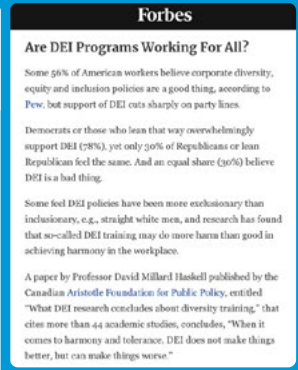 Forbes
Are DEI Programs Working For All?
Some 56% of American workers believe corporate diversity,
equity and inclusion policies are a good thing, according to
Pew, but support of DEI cuts sharply on party lines.
Democrats or those who lean that way overwhelmingly
support DEI (78%), yet only 30% of Republicans or lean
Republican feel the same. And an equal share (30%) believe
DEI is a bad thing.
Some feel DEI policies have been more exclusionary than
inclusionary, e.g., straight white men, and research has found
that so-called DEI training may do more harm than good in
achieving harmony in the workplace.
A paper by Professor David Millard Haskell published by the
Canadian Aristotle Foundation for Public Policy, entitled
"What DEI research concludes about diversity training," that
cites more than 44 academic studies, concludes, "When it
comes to harmony and tolerance, DEI does not make things
better, but can make things worse."